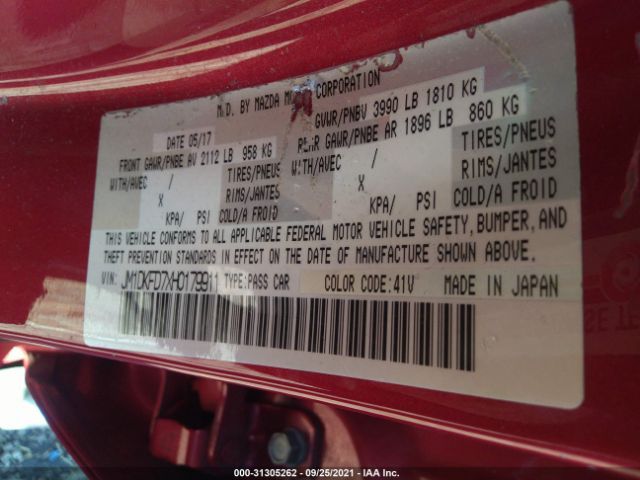 M'D. BY MAZDA MOTOR CORPORATION
DATE 05/17 GVWR/PNBV 3990 LB 1810 KG
FRONT GAWR/PNBE AV 2112 LB 958 KG REAR GAWR/PNBE AR 1896 LB 860 KG
WITH/AVEC / TIRES/PNEUS WITH/AVEC / TIRES/PNEUS
X RIMS/JANTES X RIMS/JANTES
KPA/ PSI COLD/A FROID KPA/ PSI COLD/A FROID
THIS VEHICLE CONFORMS TO ALL APPLICABLE FEDERAL MOTOR VEHICLE SAFETY, BUMPER, AND
THEFT PREVENTION STANDARDS IN EFFECT ON THE DATE OF MANUFACTURE SHOWN ABOVE.
VIN: JM1DKFD7XH0179911 TYPE:PASS CAR COLOR CODE:41V MADE IN JAPAN
000-31305262 - 09/25/2021 - IAA Inc.